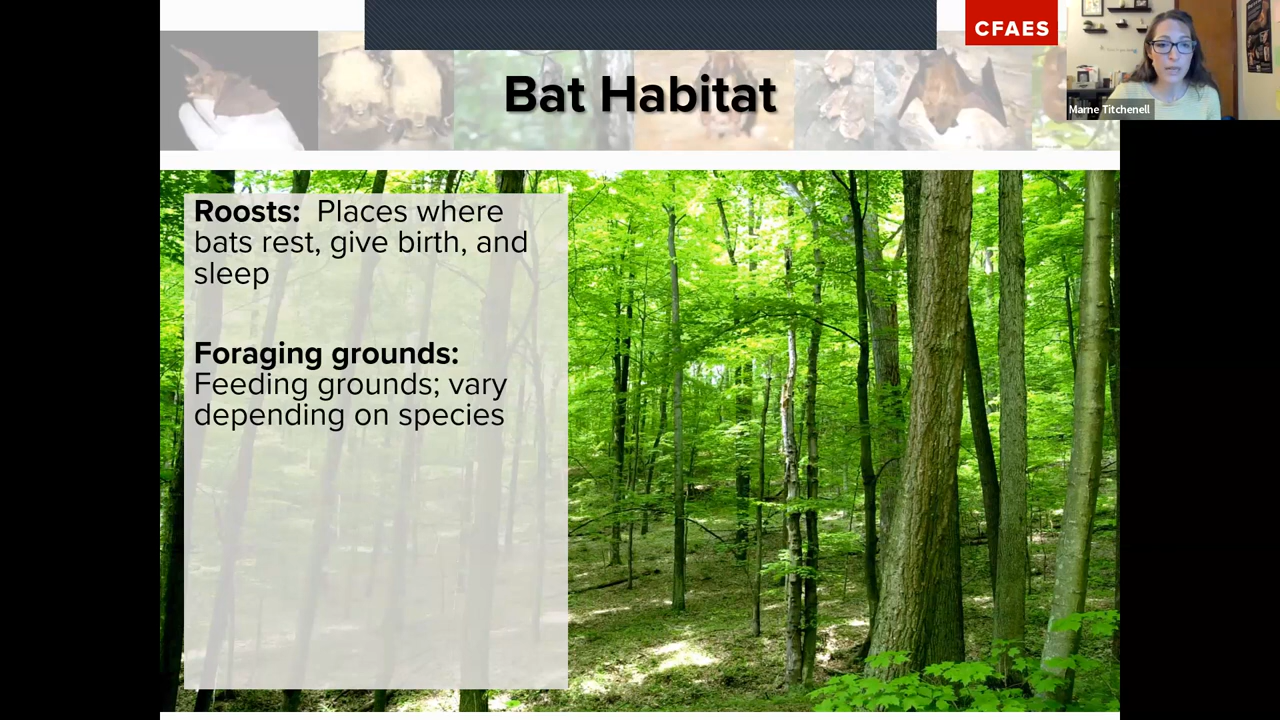 CFAES
Marne Titchenell
Bat Habitat
Roosts: Places where
bats rest, give birth, and
sleep
Foraging grounds:
Feeding grounds; vary
depending on species